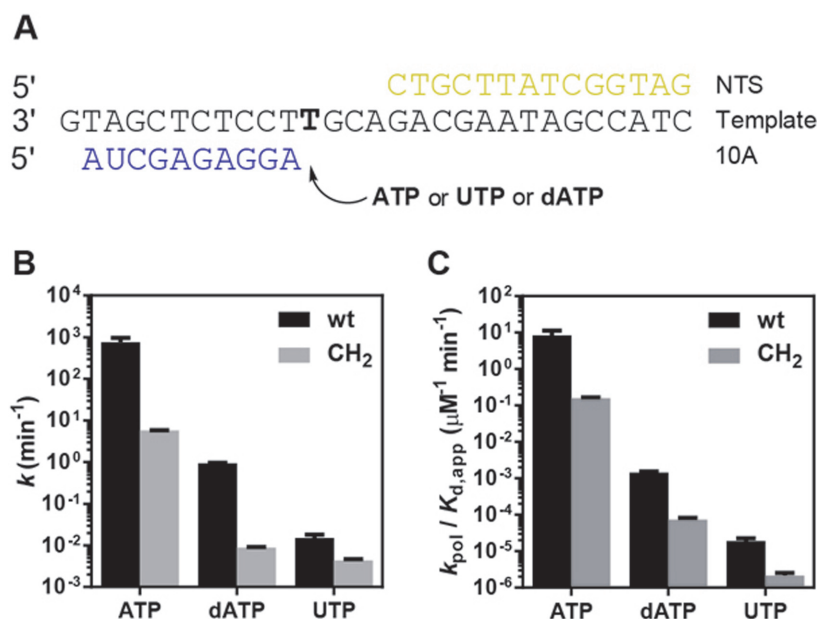 A
5' CTGCTTATCGGTAG NTS
3' GTAGCTCTCCTTGCAGACGAATAGCCATC Template
5' AUCGAGAGGA 10A
ATP or UTP or dATP
B
k (min⁻¹)
10⁴
10³
10²
10¹
10⁰
10⁻¹
10⁻²
10⁻³
wt
CH₂
ATP dATP UTP
C
kpol / Kd,app (μM⁻¹ min⁻¹)
10²
10¹
10⁰
10⁻¹
10⁻²
10⁻³
10⁻⁴
10⁻⁵
10⁻⁶
wt
CH₂
ATP dATP UTP